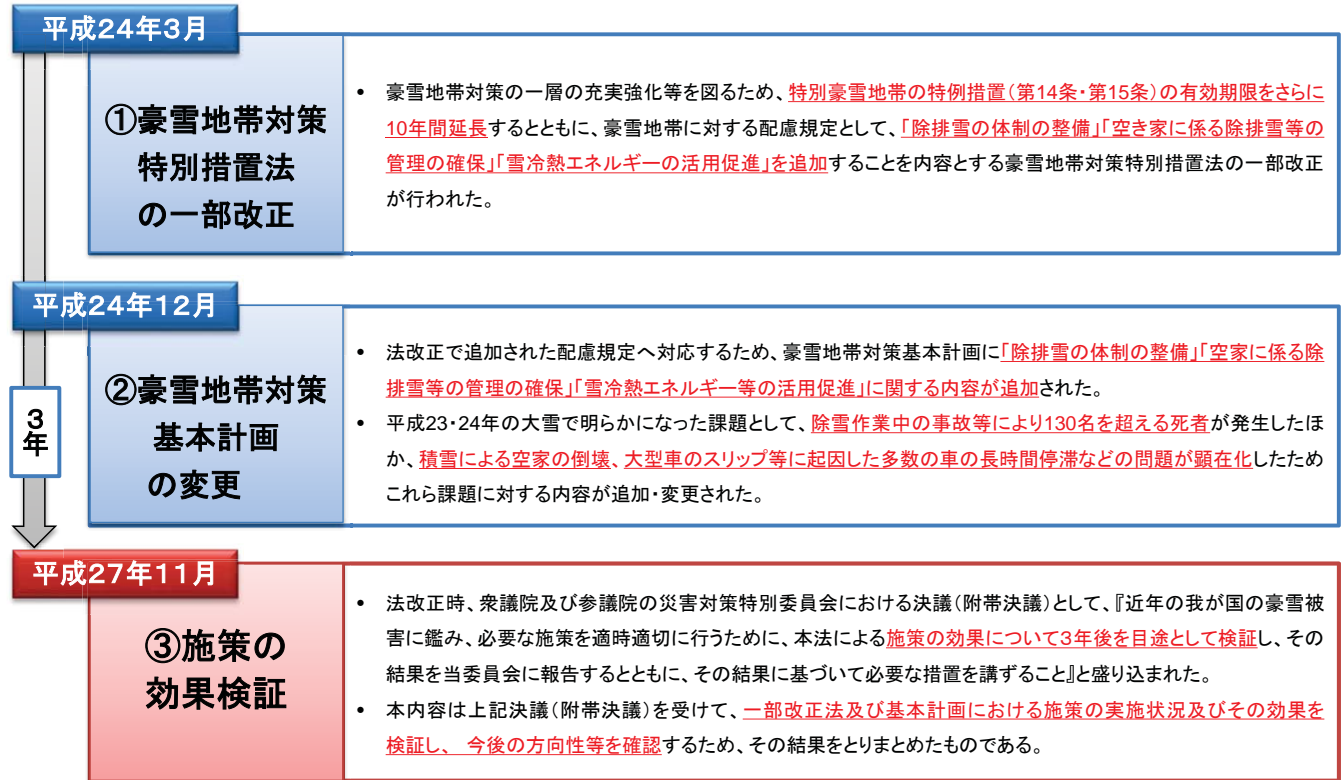 平成24年3月
①豪雪地帯対策
特別措置法
の一部改正
• 豪雪地帯対策の一層の充実強化等を図るため、特別豪雪地帯の特例措置(第14条・第15条)の有効期限をさらに
10年間延長するとともに、豪雪地帯に対する配慮規定として、「除排雪の体制の整備」「空き家に係る除排雪等の
管理の確保」「雪冷熱エネルギーの活用促進」を追加することを内容とする豪雪地帯対策特別措置法の一部改正
が行われた。
平成24年12月
②豪雪地帯対策
基本計画
の変更
• 法改正で追加された配慮規定へ対応するため、豪雪地帯対策基本計画に「除排雪の体制の整備」「空家に係る除
排雪等の管理の確保」「雪冷熱エネルギー等の活用促進」に関する内容が追加された。
• 平成23・24年の大雪で明らかになった課題として、除雪作業中の事故等により130名を超える死者が発生したほ
か、積雪による空家の倒壊、大型車のスリップ等に起因した多数の車の長時間停滞などの問題が顕在化したため
これら課題に対する内容が追加・変更された。
3年
平成27年11月
③施策の
効果検証
• 法改正時、衆議院及び参議院の災害対策特別委員会における決議(附帯決議)として、『近年の我が国の豪雪被
害に鑑み、必要な施策を適時適切に行うために、本法による施策の効果について3年後を目途として検証し、その
結果を当委員会に報告するとともに、その結果に基づいて必要な措置を講ずること』と盛り込まれた。
• 本内容は上記決議(附帯決議)を受けて、一部改正法及び基本計画における施策の実施状況及びその効果を
検証し、 今後の方向性等を確認するため、その結果をとりまとめたものである。